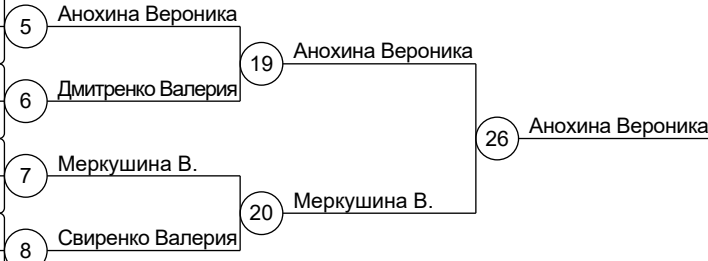 5 Анохина Вероника
19 Анохина Вероника
6 Дмитренко Валерия
26 Анохина Вероника
7 Меркушина В.
20 Меркушина В.
8 Свиренко Валерия